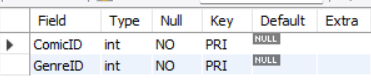 Field Type Null Key Default Extra
ComicID int NO PRI NULL
GenreID int NO PRI NULL